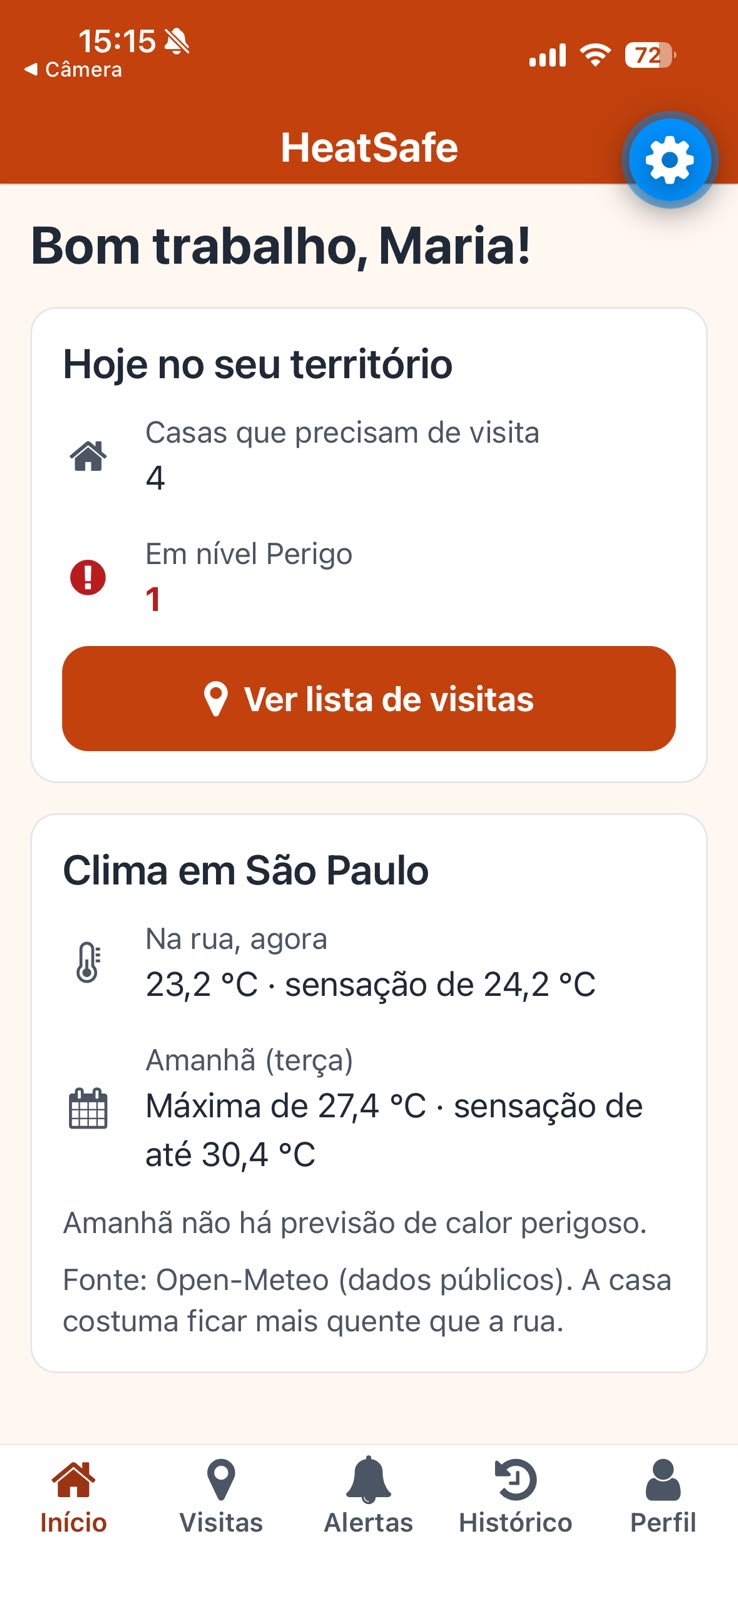 15:15
◀ Câmera
72
HeatSafe
Bom trabalho, Maria!
Hoje no seu território
Casas que precisam de visita
4
Em nível Perigo
1
Ver lista de visitas
Clima em São Paulo
Na rua, agora
23,2 °C · sensação de 24,2 °C
Amanhã (terça)
Máxima de 27,4 °C · sensação de
até 30,4 °C
Amanhã não há previsão de calor perigoso.
Fonte: Open-Meteo (dados públicos). A casa
costuma ficar mais quente que a rua.
Início
Visitas
Alertas
Histórico
Perfil